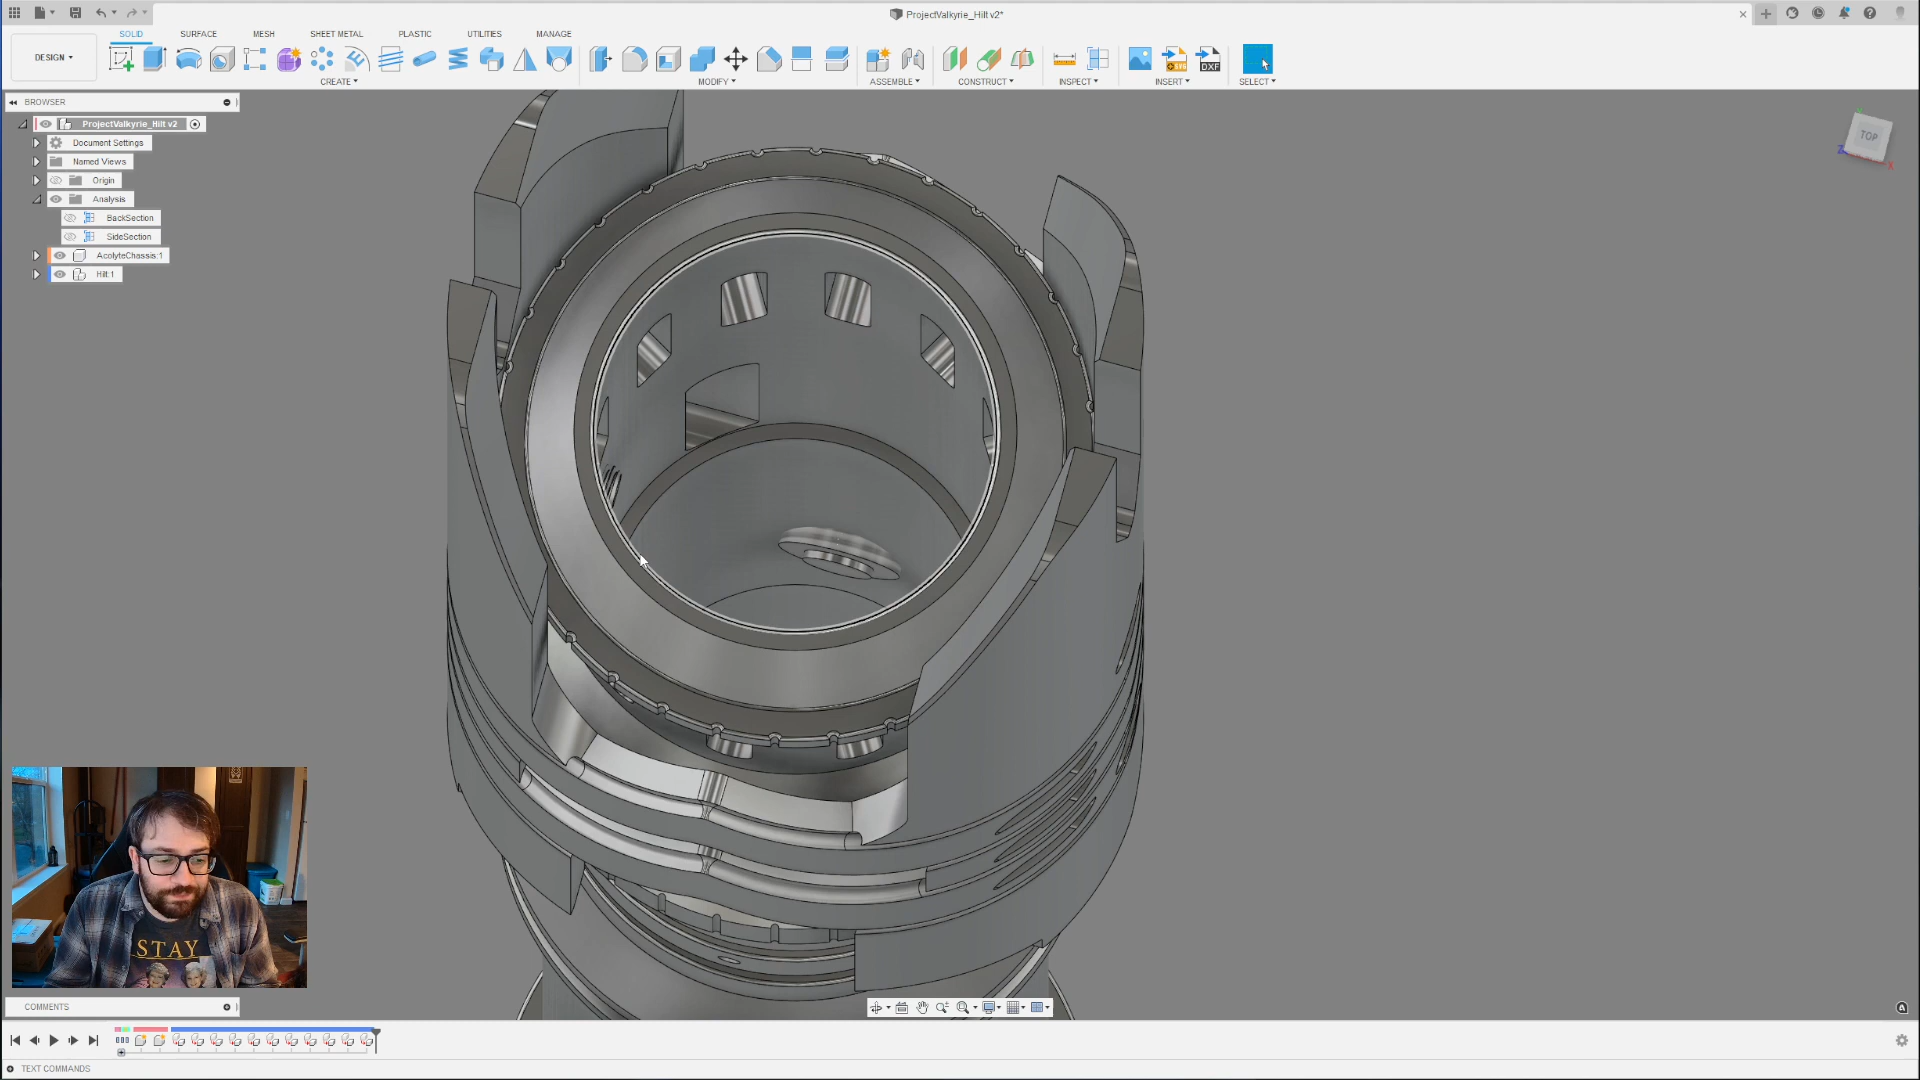 ProjectValkyrie_Hilt v2*
SOLID
SURFACE
MESH
SHEET METAL
PLASTIC
UTILITIES
MANAGE
DESIGN
CREATE
MODIFY
ASSEMBLE
CONSTRUCT
INSPECT
INSERT
SELECT
DXF
BROWSER
ProjectValkyrie_Hilt v2
Document Settings
Named Views
Origin
Analysis
BackSection
SideSection
AcolyteChassis:1
Hilt:1
TOP
Z
X
STAY
COMMENTS
TEXT COMMANDS